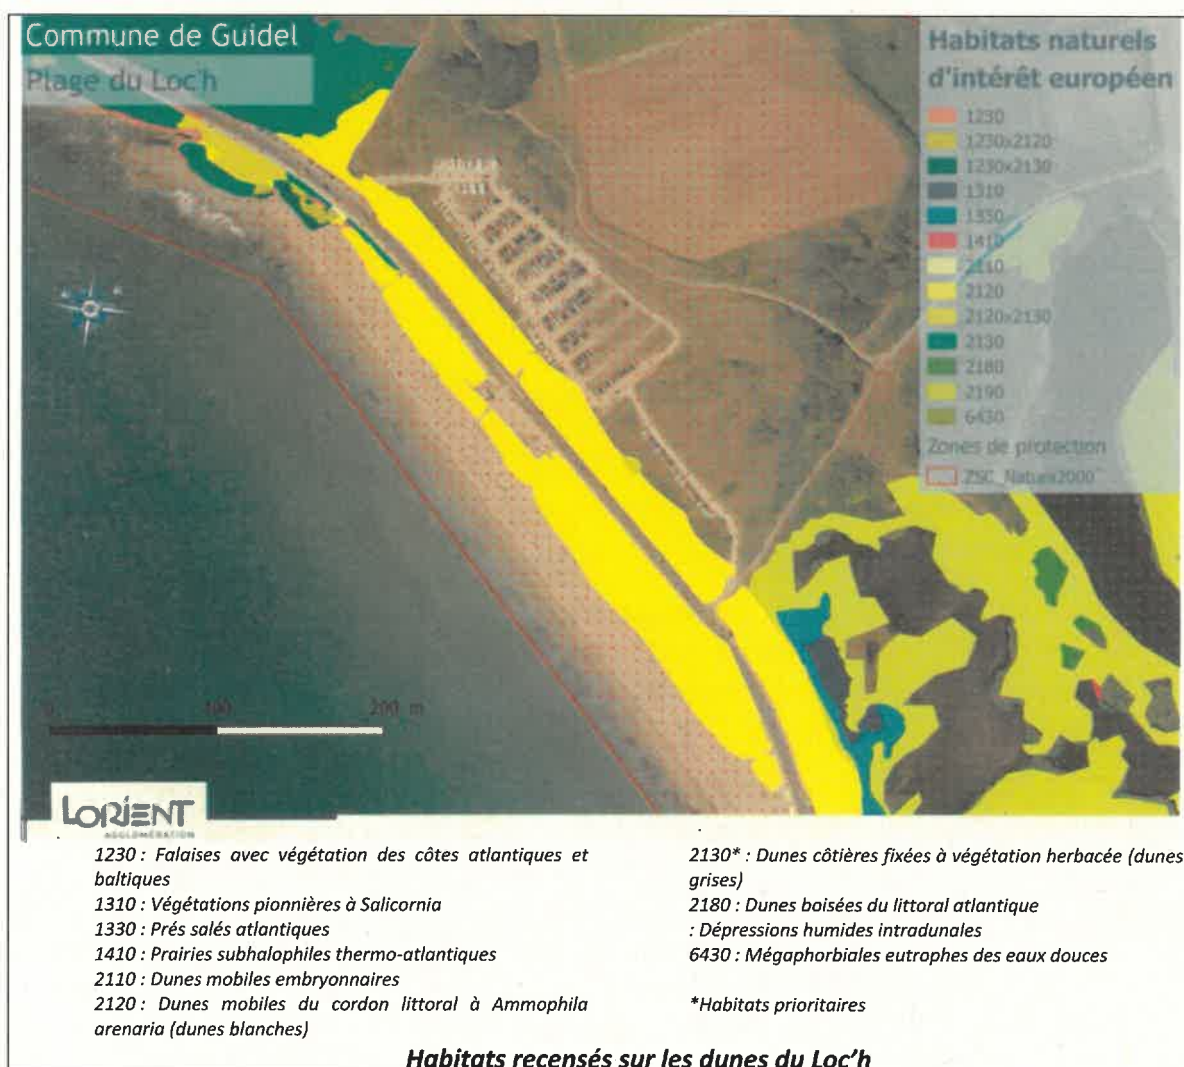 Commune de Guidel
Plage du Loc'h
Habitats naturels
d'intérêt européen
1230
1230x2120
1230x2130
1310
1330
1410
2110
2120
2120x2130
2130
2180
2190
6430
Zones de protection
ZSC_Natura2000
0 100 200 m
LORIENT
AGGLOMÉRATION
1230 : Falaises avec végétation des côtes atlantiques et
baltiques
1310 : Végétations pionnières à Salicornia
1330 : Prés salés atlantiques
1410 : Prairies subhalophiles thermo-atlantiques
2110 : Dunes mobiles embryonnaires
2120 : Dunes mobiles du cordon littoral à Ammophila
arenaria (dunes blanches)
2130* : Dunes côtières fixées à végétation herbacée (dunes
grises)
2180 : Dunes boisées du littoral atlantique
: Dépressions humides intradunales
6430 : Mégaphorbiales eutrophes des eaux douces
*Habitats prioritaires
Habitats recensés sur les dunes du Loc'h